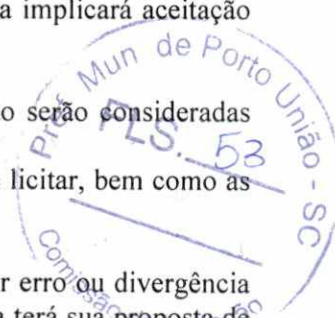 a implicará aceitação
o serão consideradas
licitar, bem como as
r erro ou divergência
a terá sua proposta de
Pref. Mun de Porto União - SC
FLS. 53
Comissão